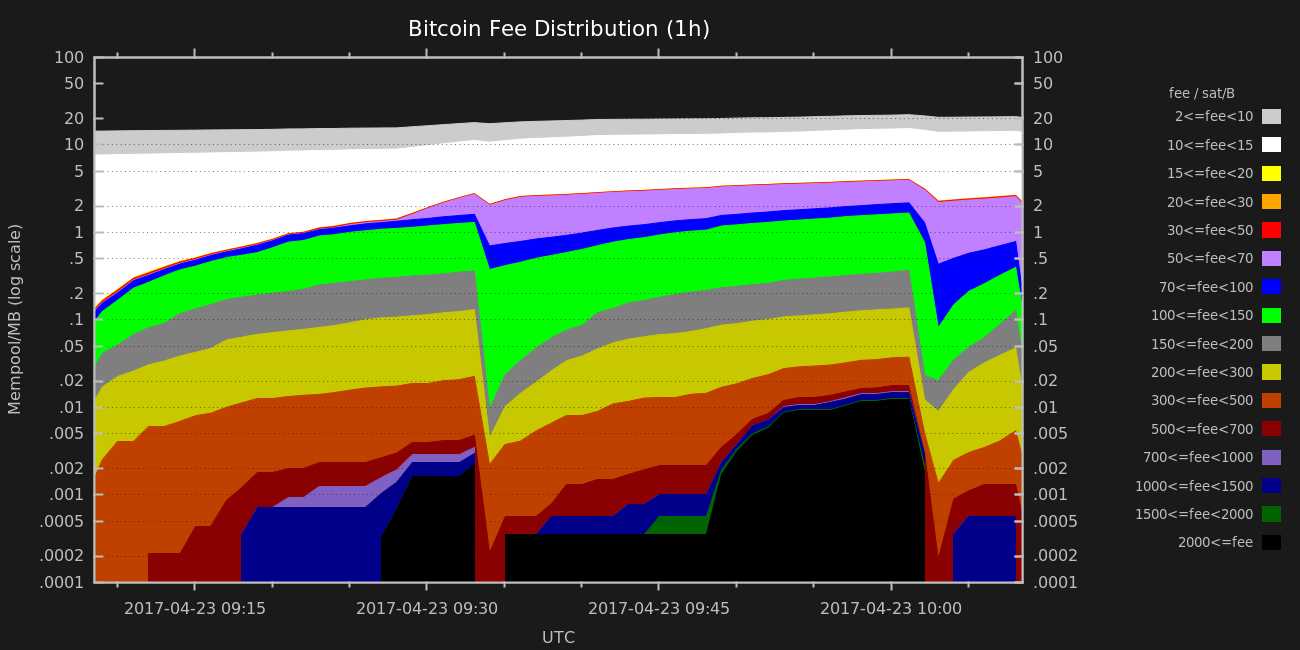 Bitcoin Fee Distribution (1h)
Mempool/MB (log scale)
100
50
20
10
5
2
1
.5
.2
.1
.05
.02
.01
.005
.002
.001
.0005
.0002
.0001
100
50
20
10
5
2
1
.5
.2
.1
.05
.02
.01
.005
.002
.001
.0005
.0002
.0001
2017-04-23 09:15
2017-04-23 09:30
2017-04-23 09:45
2017-04-23 10:00
UTC
fee / sat/B
2<=fee<10
10<=fee<15
15<=fee<20
20<=fee<30
30<=fee<50
50<=fee<70
70<=fee<100
100<=fee<150
150<=fee<200
200<=fee<300
300<=fee<500
500<=fee<700
700<=fee<1000
1000<=fee<1500
1500<=fee<2000
2000<=fee